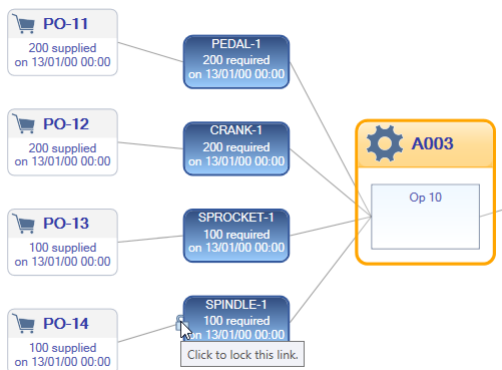 PO-11
200 supplied
on 13/01/00 00:00
PEDAL-1
200 required
on 13/01/00 00:00
PO-12
200 supplied
on 13/01/00 00:00
CRANK-1
200 required
on 13/01/00 00:00
A003
Op 10
PO-13
100 supplied
on 13/01/00 00:00
SPROCKET-1
100 required
on 13/01/00 00:00
PO-14
100 supplied
on 13/01/00 00:00
SPINDLE-1
100 required
on 13/01/00 00:00
Click to lock this link.